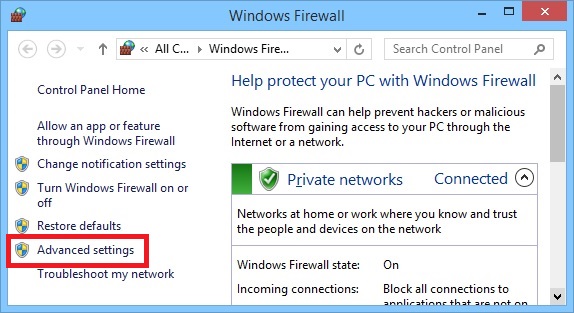 Windows Firewall
« All C... ▸ Windows Fire...
Search Control Panel
Control Panel Home
Allow an app or feature
through Windows Firewall
Change notification settings
Turn Windows Firewall on or
off
Restore defaults
Advanced settings
Troubleshoot my network
Help protect your PC with Windows Firewall
Windows Firewall can help prevent hackers or malicious
software from gaining access to your PC through the
Internet or a network.
Private networks Connected
Networks at home or work where you know and trust
the people and devices on the network
Windows Firewall state: On
Incoming connections: Block all connections to
applications that are not on